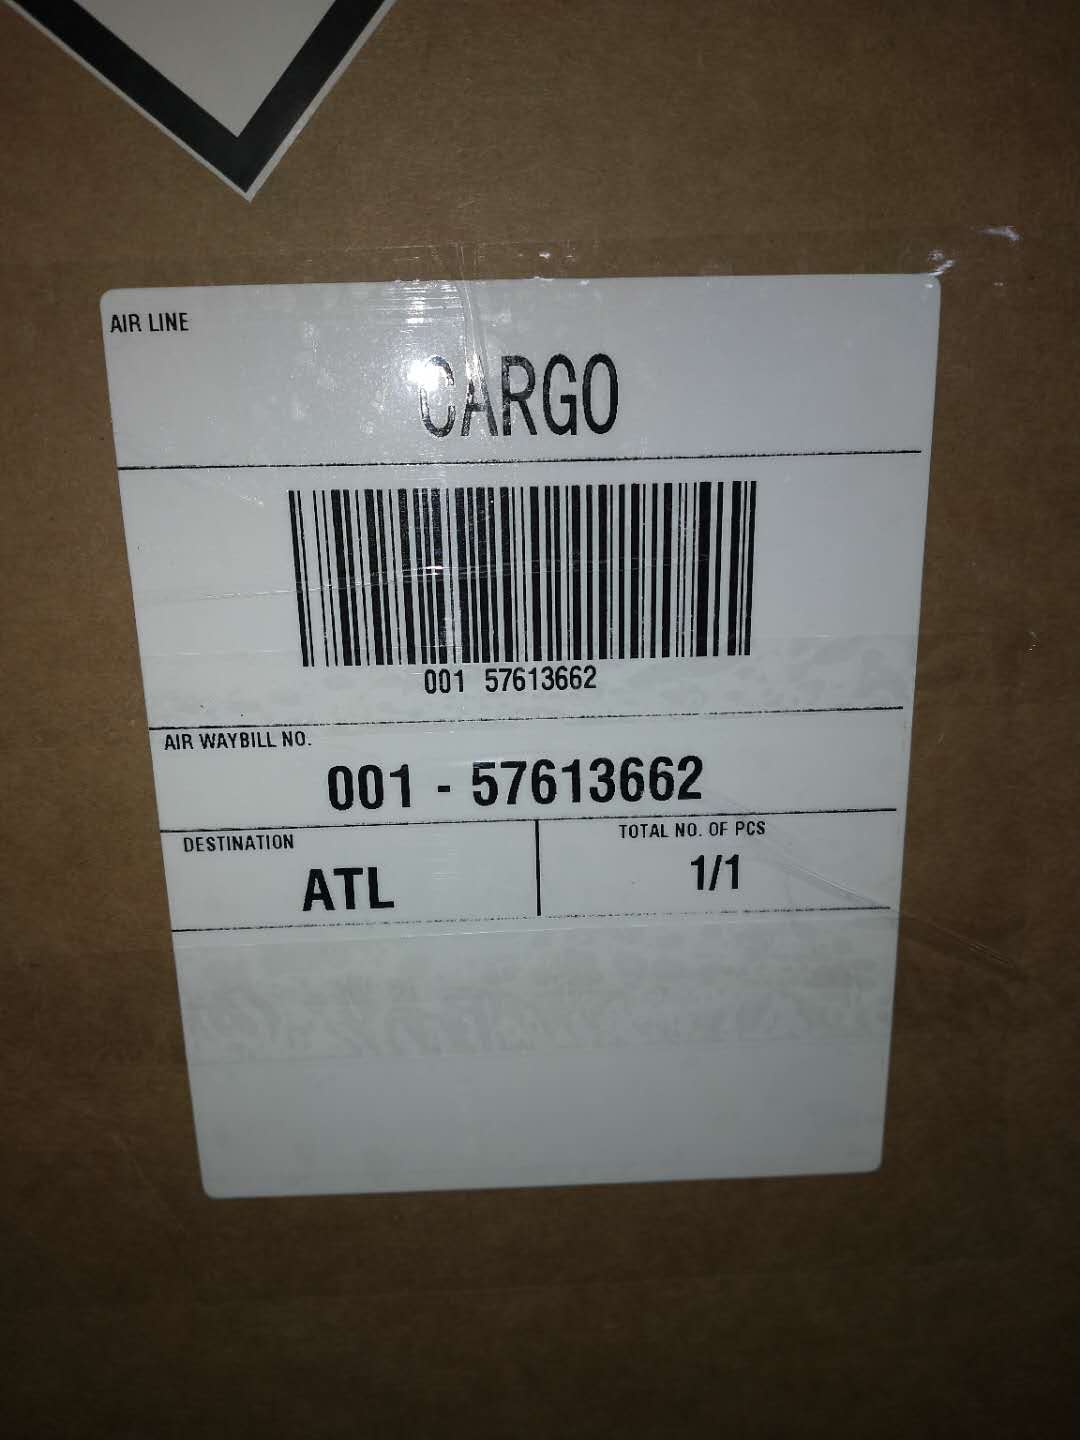 AIR LINE
CARGO
001 57613662
AIR WAYBILL NO.
001 - 57613662
DESTINATION
TOTAL NO. OF PCS
ATL
1/1